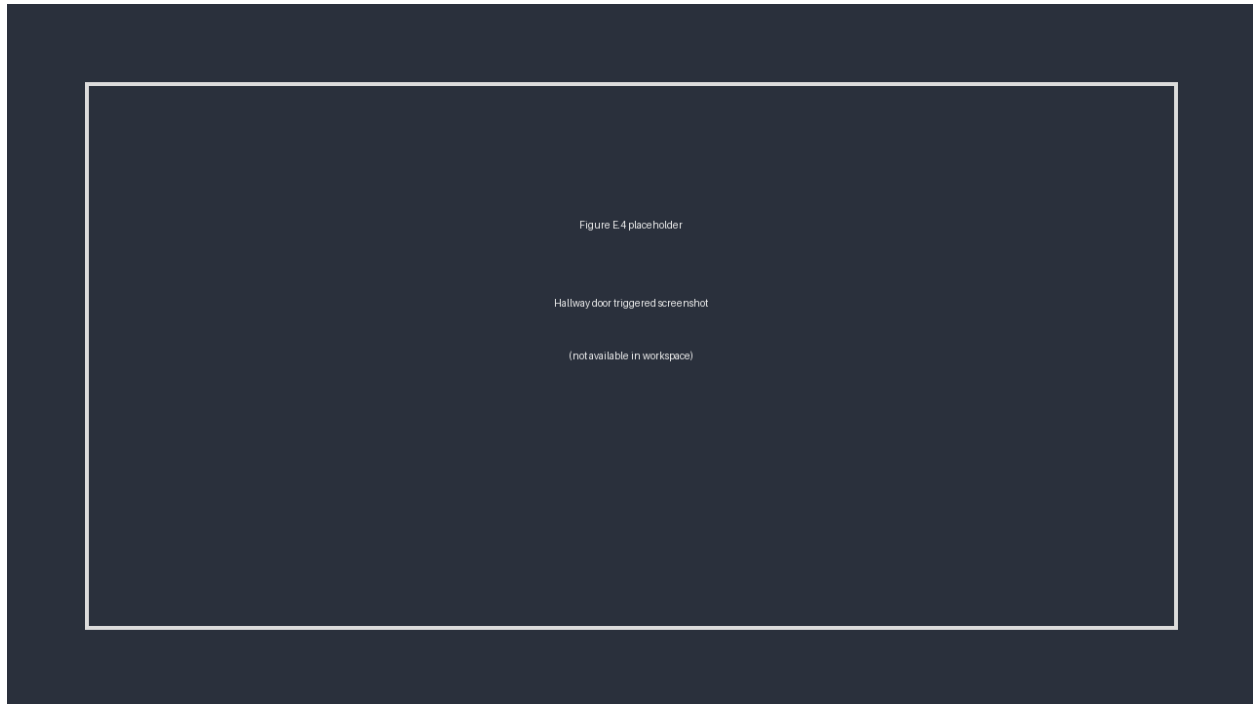 Figure E.4 placeholder
Hallway door triggered screenshot
(not available in workspace)